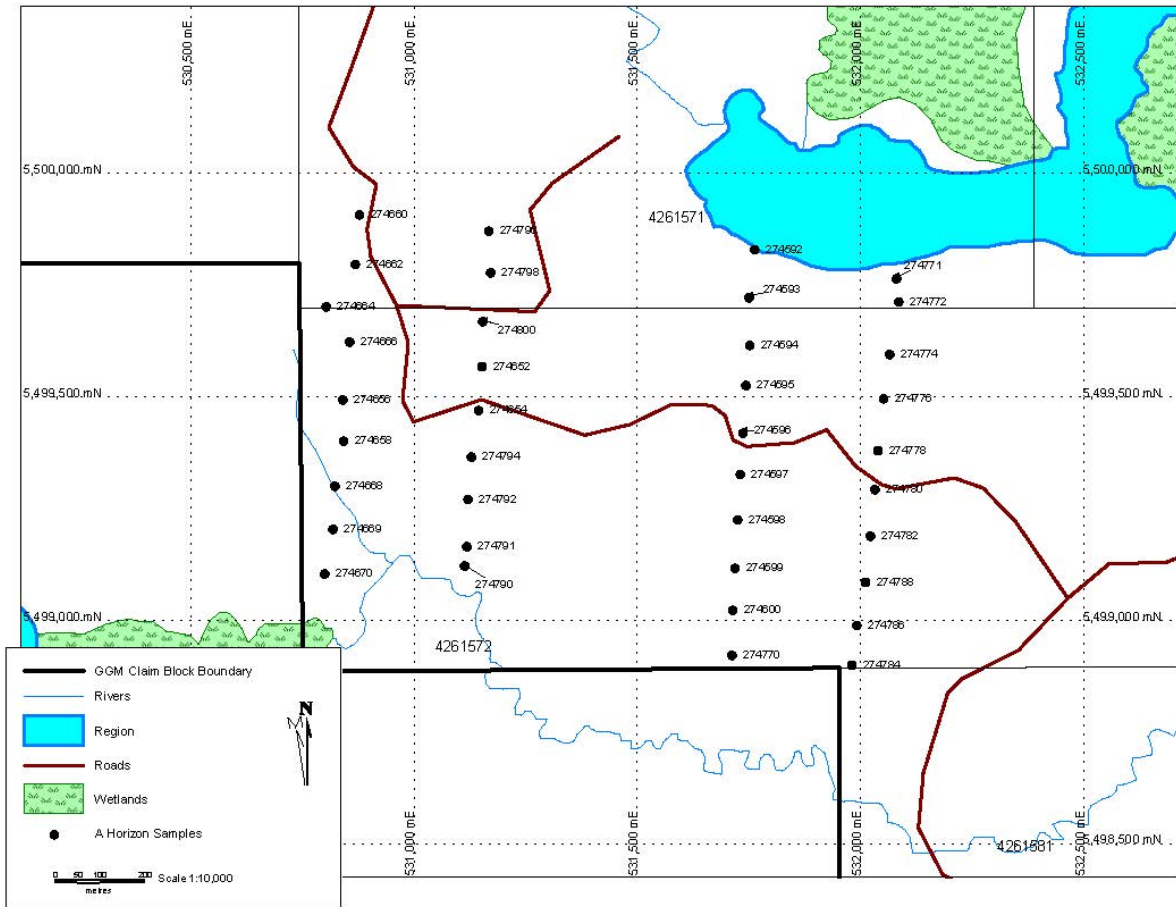 530,500 mE
531,000 mE
531,500 mE
532,000 mE
532,500 mE
5,500,000 mN
5,500,000 mN
4261571
274660
274662
274664
274666
274656
274658
274668
274669
274670
274798
274800
274652
274654
274794
274792
274791
274790
274592
274593
274594
274595
274596
274597
274598
274599
274600
274770
274771
274772
274774
274776
274778
274780
274782
274788
274786
274784
5,499,500 mN
5,499,500 mN
5,499,000 mN
5,499,000 mN
4261572
5,498,500 mN
4261581
531,000 mE
531,500 mE
532,000 mE
532,500 mE
GGM Claim Block Boundary
Rivers
Region
Roads
Wetlands
A Horizon Samples
N
M
0 50 100 200
metres
Scale 1:10,000